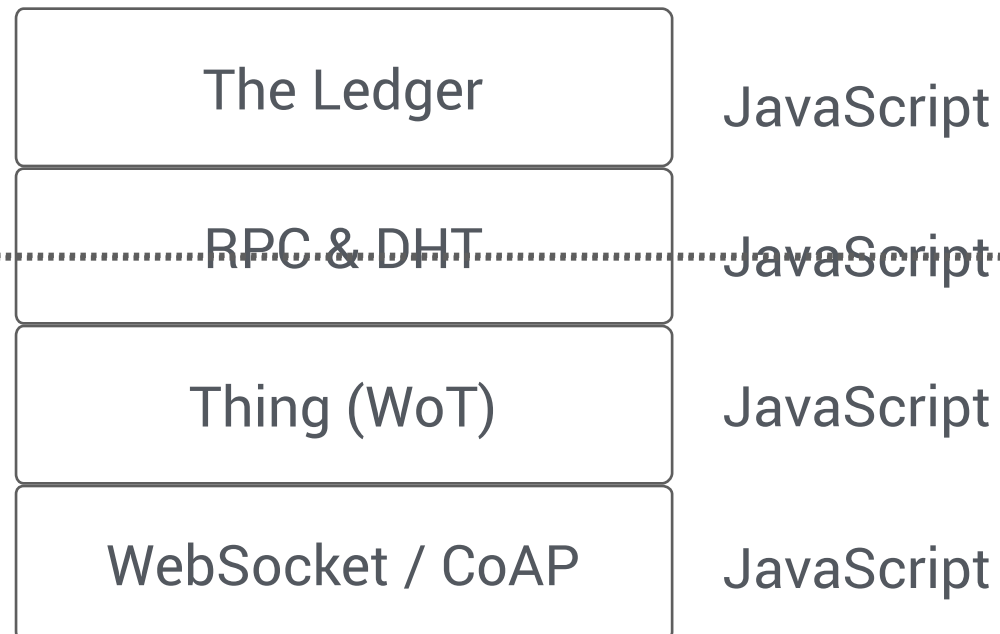 The Ledger
JavaScript
RPC & DHT
JavaScript
Thing (WoT)
JavaScript
WebSocket / CoAP
JavaScript